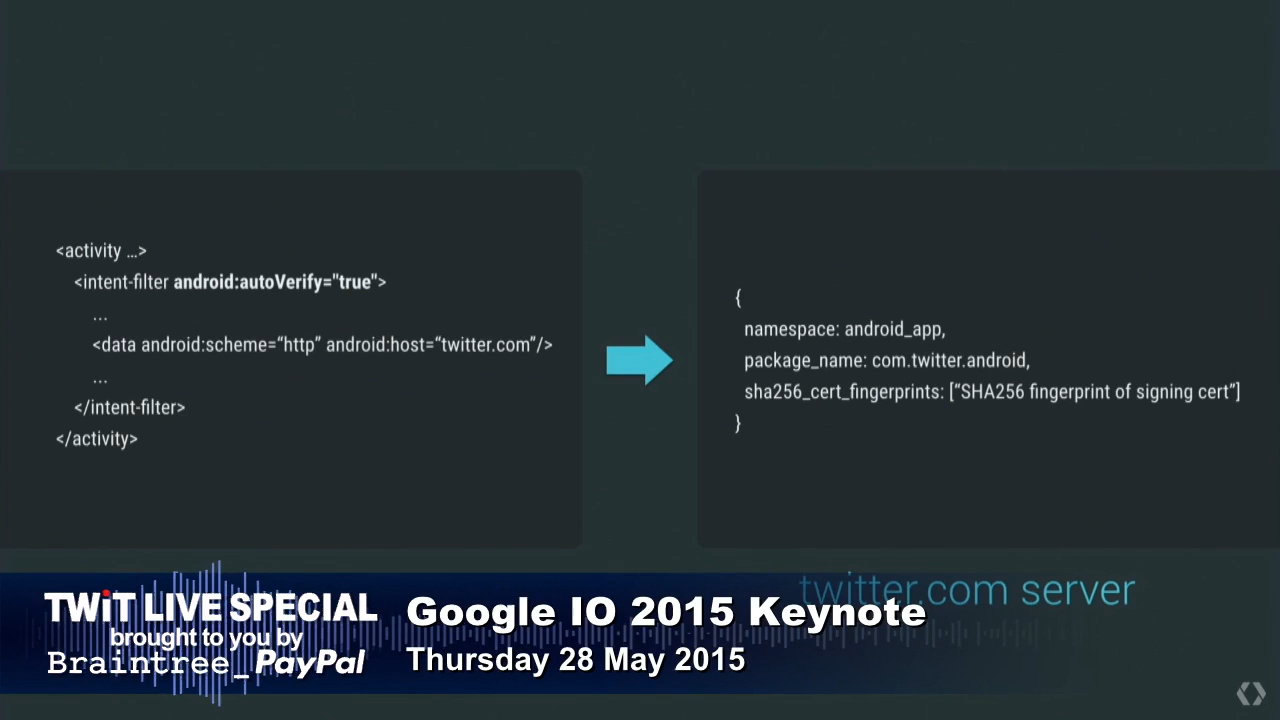 <activity ...>
<intent-filter android:autoVerify="true">
...
<data android:scheme=“http” android:host=“twitter.com”/>
...
</intent-filter>
</activity>
{
namespace: android_app,
package_name: com.twitter.android,
sha256_cert_fingerprints: [“SHA256 fingerprint of signing cert”]
}
twitter.com server
TWiT LIVE SPECIAL
brought to you by
Braintree_ PayPal
Google IO 2015 Keynote
Thursday 28 May 2015